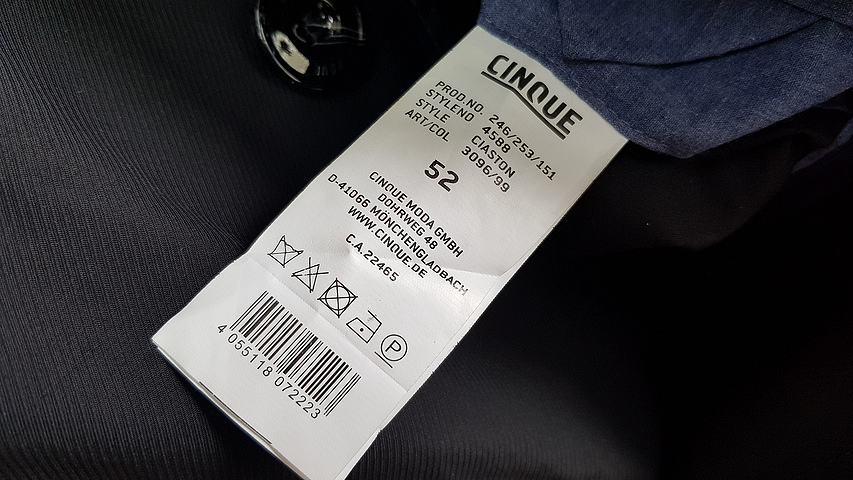 CINQUE
PROD.NO. 246/253/151
STYLENO 4588
STYLE CIASTON
ART/COL 3096/99
52
CINQUE MODA GMBH
DOHRWEG 48
D-41066 MÖNCHENGLADBACH
WWW.CINQUE.DE
C.A.22465
P
4 055118 072223